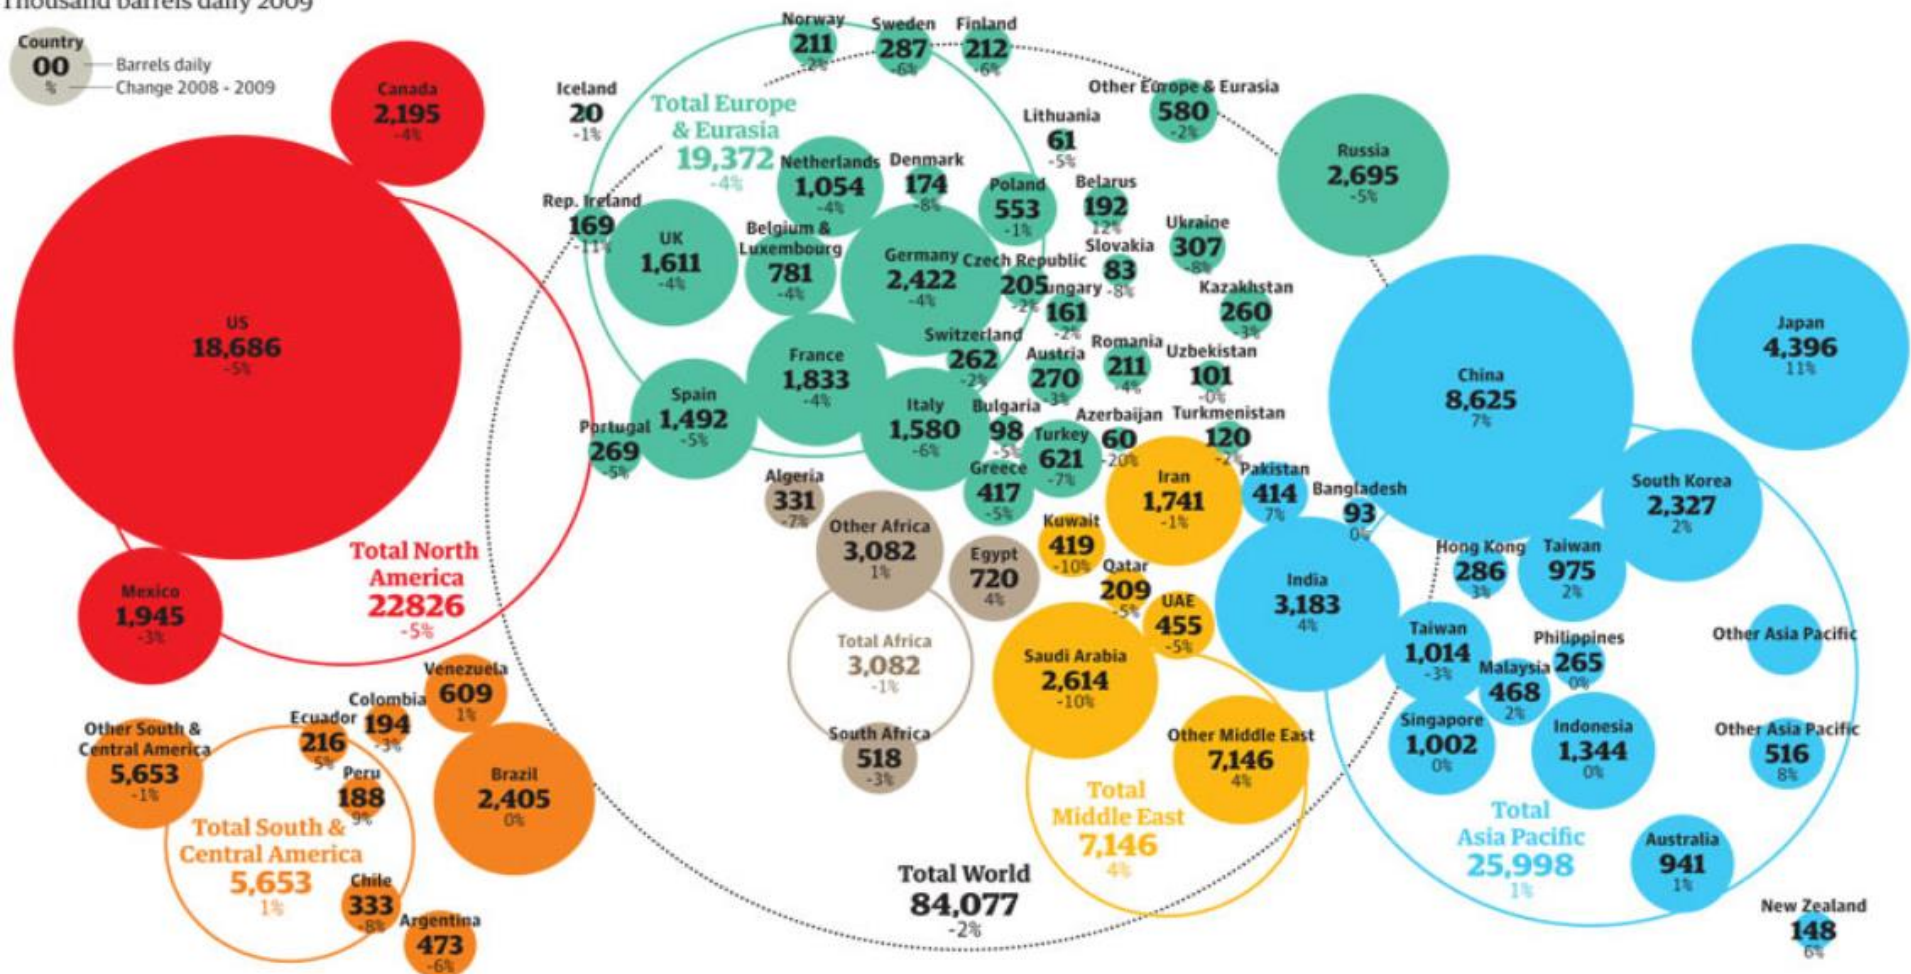 Thousand barrels daily 2009
Country
00
%
Barrels daily
Change 2008 - 2009
Canada
2,195
-4%
US
18,686
-5%
Mexico
1,945
-3%
Total North
America
22826
-5%
Other South &
Central America
5,653
-1%
Ecuador
216
5%
Colombia
194
-3%
Venezuela
609
1%
Peru
188
9%
Brazil
2,405
0%
Total South &
Central America
5,653
1%
Chile
333
-8%
Argentina
473
-6%
Norway
211
-2%
Sweden
287
-6%
Finland
212
-6%
Iceland
20
-1%
Total Europe
& Eurasia
19,372
-4%
Other Europe & Eurasia
580
-2%
Lithuania
61
-5%
Russia
2,695
-5%
Netherlands
1,054
-4%
Denmark
174
-8%
Poland
553
-1%
Belarus
192
12%
Rep. Ireland
169
-11%
UK
1,611
-4%
Belgium &
Luxembourg
781
-4%
Germany
2,422
-4%
Czech Republic
205
-2%
Slovakia
83
-8%
Ukraine
307
-8%
ungary
161
-2%
Kazakhstan
260
-3%
France
1,833
-4%
Switzerland
262
-2%
Austria
270
-3%
Romania
211
-4%
Uzbekistan
101
-0%
Spain
1,492
-5%
Portugal
269
-5%
Italy
1,580
-6%
Bulgaria
98
-5%
Turkey
621
-7%
Azerbaijan
60
-20%
Turkmenistan
120
-2%
Greece
417
-5%
Algeria
331
-7%
Other Africa
3,082
1%
Egypt
720
4%
Total Africa
3,082
-1%
South Africa
518
-3%
Iran
1,741
-1%
Kuwait
419
-10%
Qatar
209
-5%
UAE
455
-5%
Saudi Arabia
2,614
-10%
Other Middle East
7,146
4%
Total
Middle East
7,146
4%
Total World
84,077
-2%
Pakistan
414
7%
Bangladesh
93
0%
China
8,625
7%
Japan
4,396
11%
South Korea
2,327
2%
India
3,183
4%
Hong Kong
286
3%
Taiwan
975
2%
Taiwan
1,014
-3%
Philippines
265
0%
Malaysia
468
2%
Other Asia Pacific
Singapore
1,002
0%
Indonesia
1,344
0%
Other Asia Pacific
516
8%
Total
Asia Pacific
25,998
1%
Australia
941
1%
New Zealand
148
6%